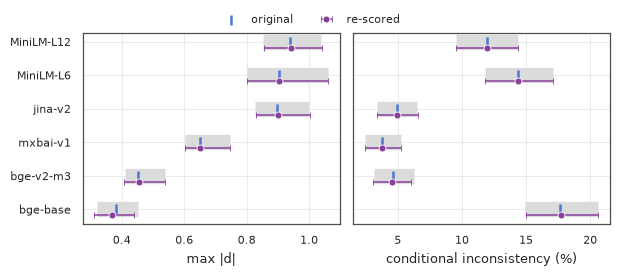 original re-scored
MiniLM-L12
MiniLM-L6
jina-v2
mxbai-v1
bge-v2-m3
bge-base
0.4 0.6 0.8 1.0 5 10 15 20
max |d| conditional inconsistency (%)